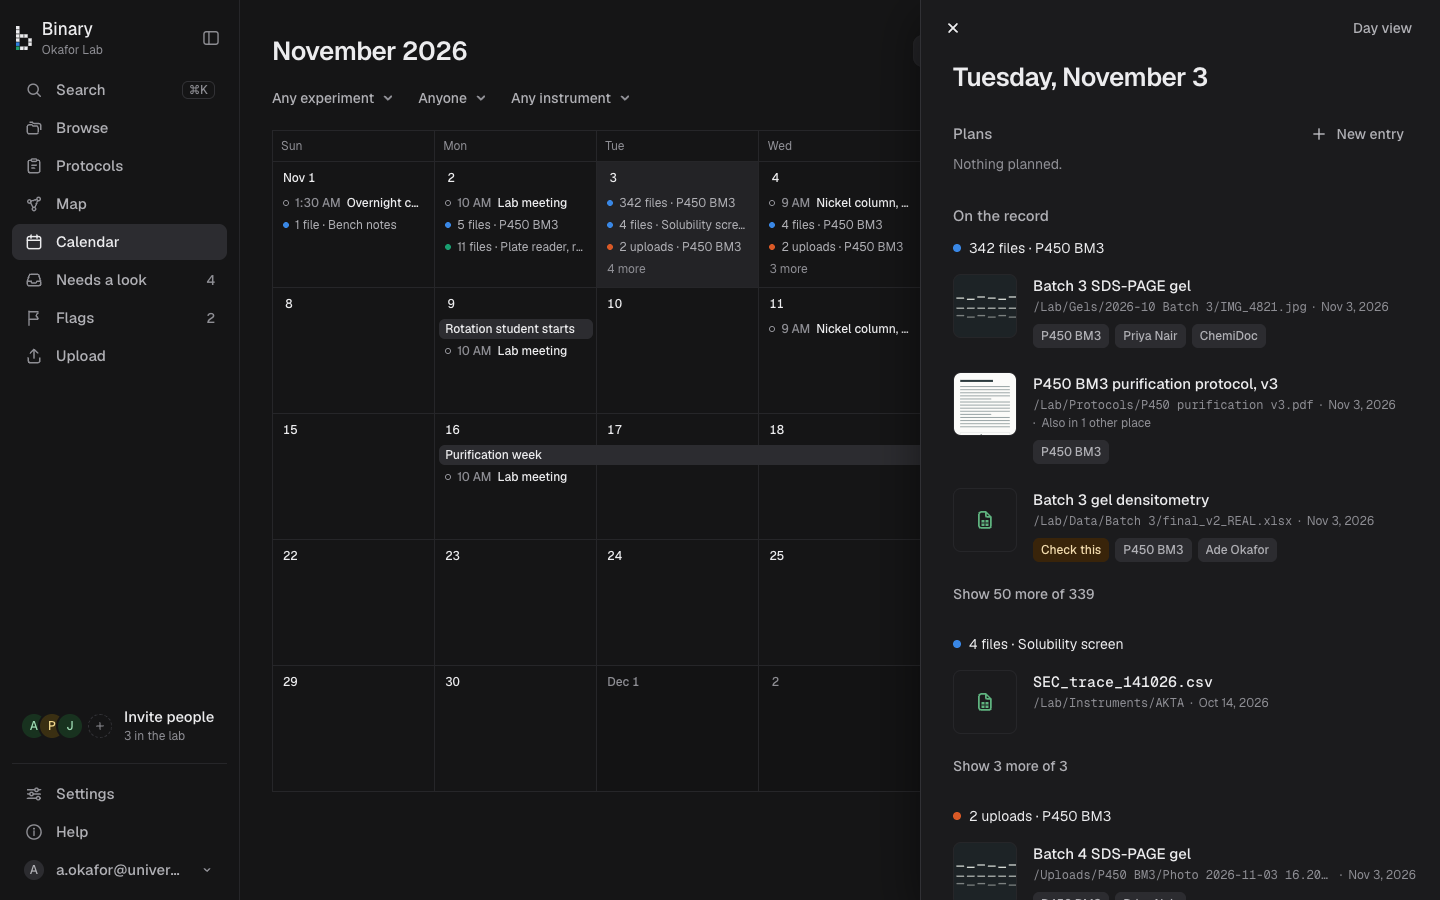 Binary
Okafor Lab
Search ⌘K
Browse
Protocols
Map
Calendar
Needs a look 4
Flags 2
Upload
A P J + Invite people
3 in the lab
Settings
Help
A a.okafor@univer...
November 2026
Any experiment
Anyone
Any instrument
Sun Mon Tue Wed
Nov 1
1:30 AM Overnight c...
1 file · Bench notes
2
10 AM Lab meeting
5 files · P450 BM3
11 files · Plate reader, r...
3
342 files · P450 BM3
4 files · Solubility scre...
2 uploads · P450 BM3
4 more
4
9 AM Nickel column, ...
4 files · P450 BM3
2 uploads · P450 BM3
3 more
8
9
Rotation student starts
10 AM Lab meeting
10
11
9 AM Nickel column, ...
15
16
Purification week
10 AM Lab meeting
17
18
22
23
24
25
29
30
Dec 1
2
Day view
Tuesday, November 3
Plans
New entry
Nothing planned.
On the record
342 files · P450 BM3
Batch 3 SDS-PAGE gel
/Lab/Gels/2026-10 Batch 3/IMG_4821.jpg · Nov 3, 2026
P450 BM3 Priya Nair ChemiDoc
P450 BM3 purification protocol, v3
/Lab/Protocols/P450 purification v3.pdf · Nov 3, 2026
· Also in 1 other place
P450 BM3
Batch 3 gel densitometry
/Lab/Data/Batch 3/final_v2_REAL.xlsx · Nov 3, 2026
Check this P450 BM3 Ade Okafor
Show 50 more of 339
4 files · Solubility screen
SEC_trace_141026.csv
/Lab/Instruments/AKTA · Oct 14, 2026
Show 3 more of 3
2 uploads · P450 BM3
Batch 4 SDS-PAGE gel
/Uploads/P450 BM3/Photo 2026-11-03 16.20... · Nov 3, 2026